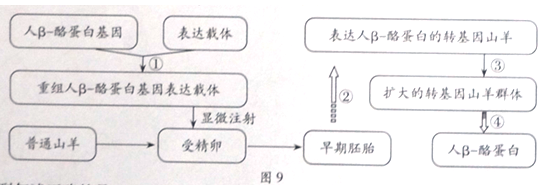 人β-酪蛋白基因
表达载体
表达人β-酪蛋白的转基因山羊
①
③
重组人β-酪蛋白基因表达载体
②
扩大的转基因山羊群体
显微注射
④
普通山羊
受精卵
早期胚胎
人β-酪蛋白
图9